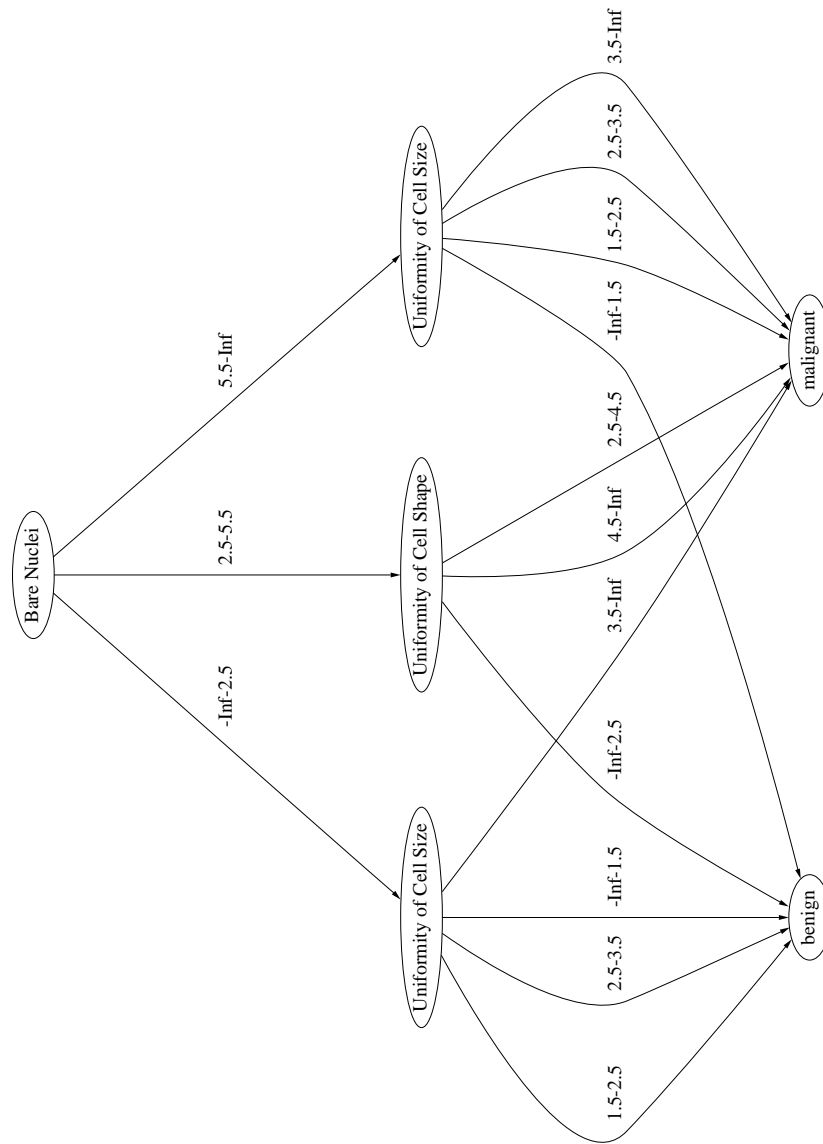 Bare Nuclei
-Inf-2.5
2.5-5.5
5.5-Inf
Uniformity of Cell Size
Uniformity of Cell Shape
Uniformity of Cell Size
1.5-2.5
2.5-3.5
-Inf-1.5
-Inf-2.5
3.5-Inf
4.5-Inf
2.5-4.5
-Inf-1.5
1.5-2.5
2.5-3.5
3.5-Inf
benign
malignant